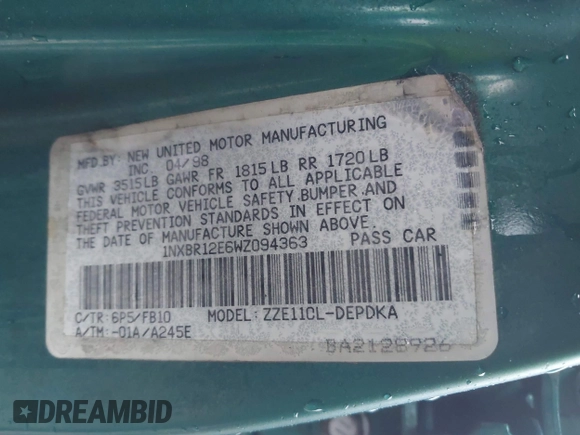 MFD.BY: NEW UNITED MOTOR MANUFACTURING
INC. 04/98
GVWR 3515LB GAWR FR 1815LB RR 1720LB
THIS VEHICLE CONFORMS TO ALL APPLICABLE
FEDERAL MOTOR VEHICLE SAFETY,BUMPER,AND
THEFT PREVENTION STANDARDS IN EFFECT ON
THE DATE OF MANUFACTURE SHOWN ABOVE.
1NXBR12E6WZ094363 PASS CAR
C/TR:6P5/FB10 MODEL: ZZE110L-DEPDKA
A/TM:-01A/A245E
BA2128926
DREAMBID